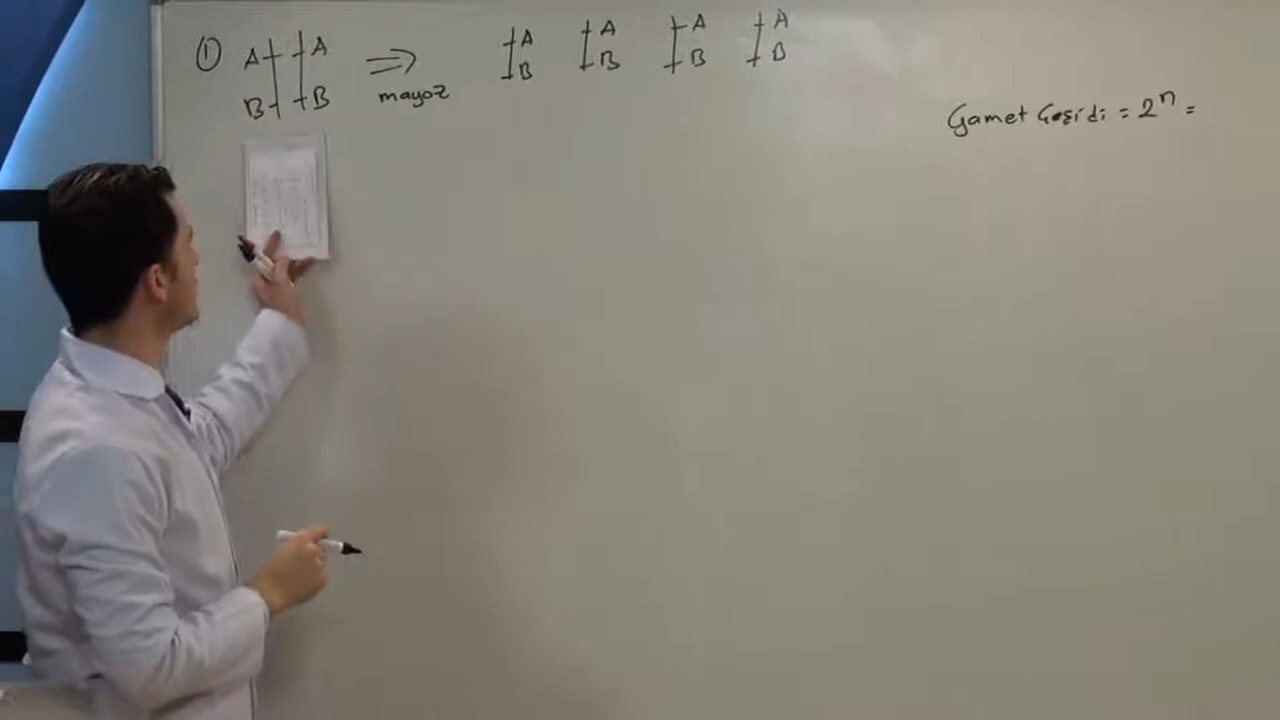 ① A A ⇒ A A A A
B B mayoz B B B B
Gamet Çeşidi = 2ⁿ =